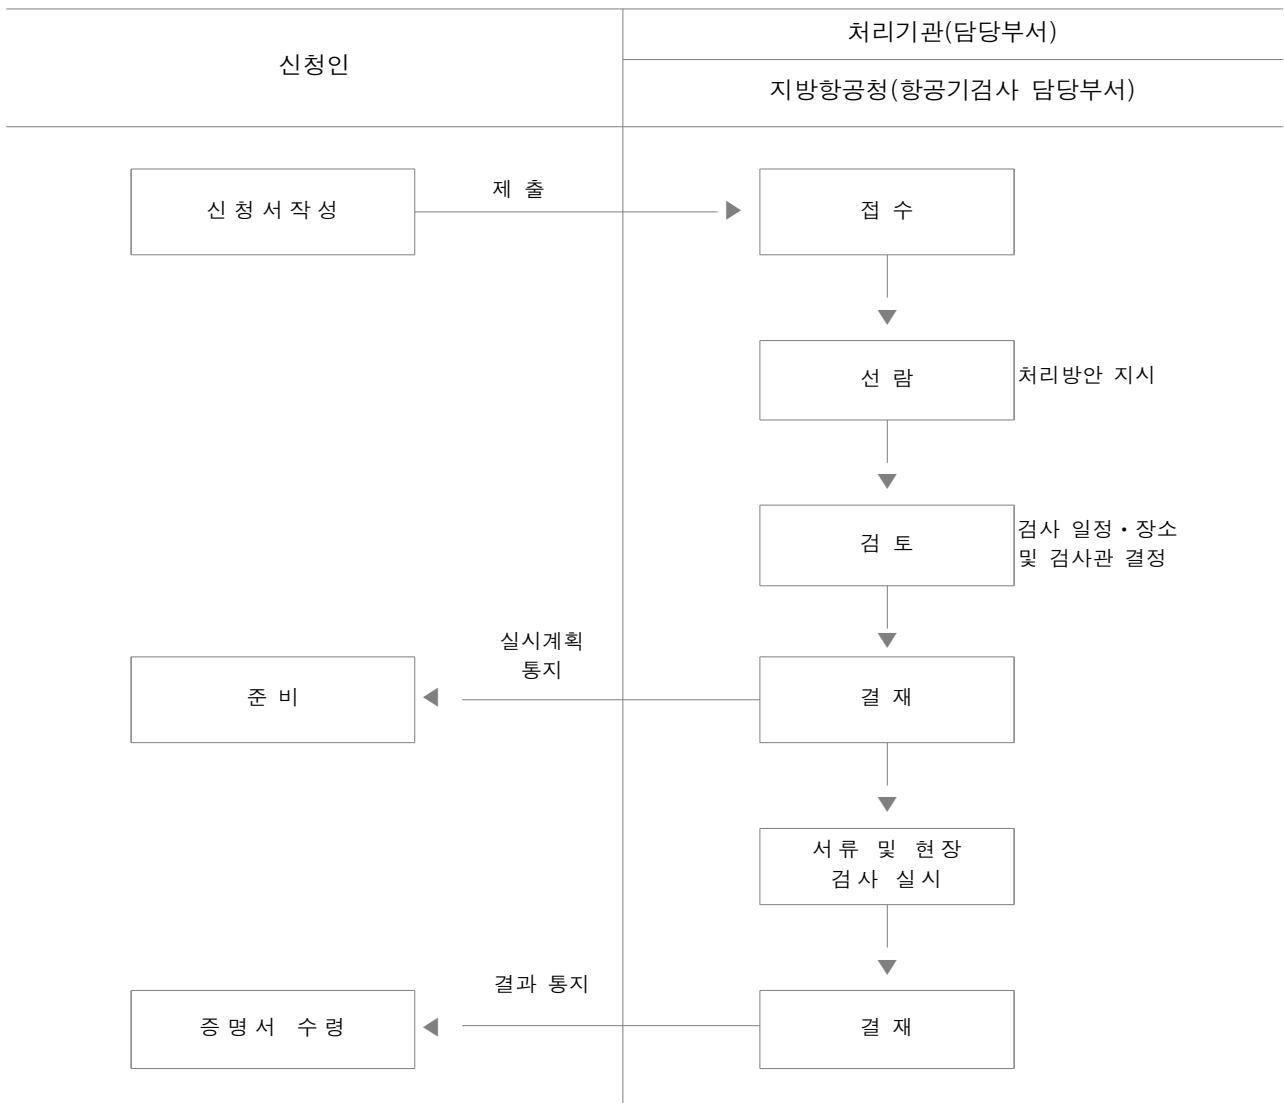 신청인
처리기관(담당부서)
지방항공청(항공기검사 담당부서)
신청서작성
제 출
접 수
선 람
처리방안 지시
검 토
검사 일정·장소
및 검사관 결정
실시계획
통지
준 비
결 재
서류 및 현장
검사 실시
결과 통지
증명서 수령
결 재